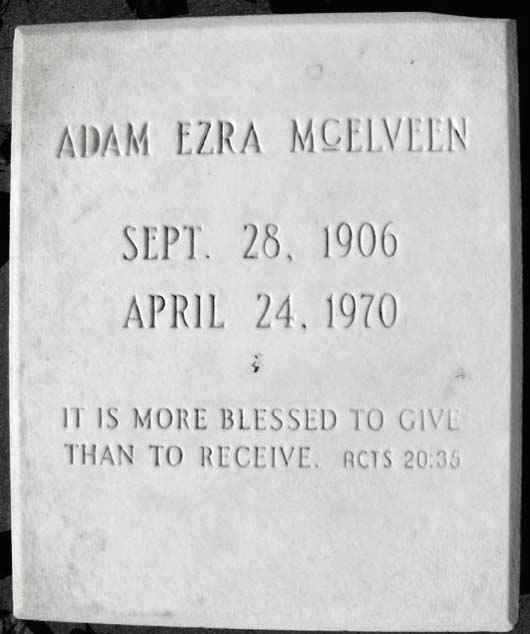 ADAM EZRA McELVEEN
SEPT. 28, 1906
APRIL 24, 1970
IT IS MORE BLESSED TO GIVE
THAN TO RECEIVE. ACTS 20:35